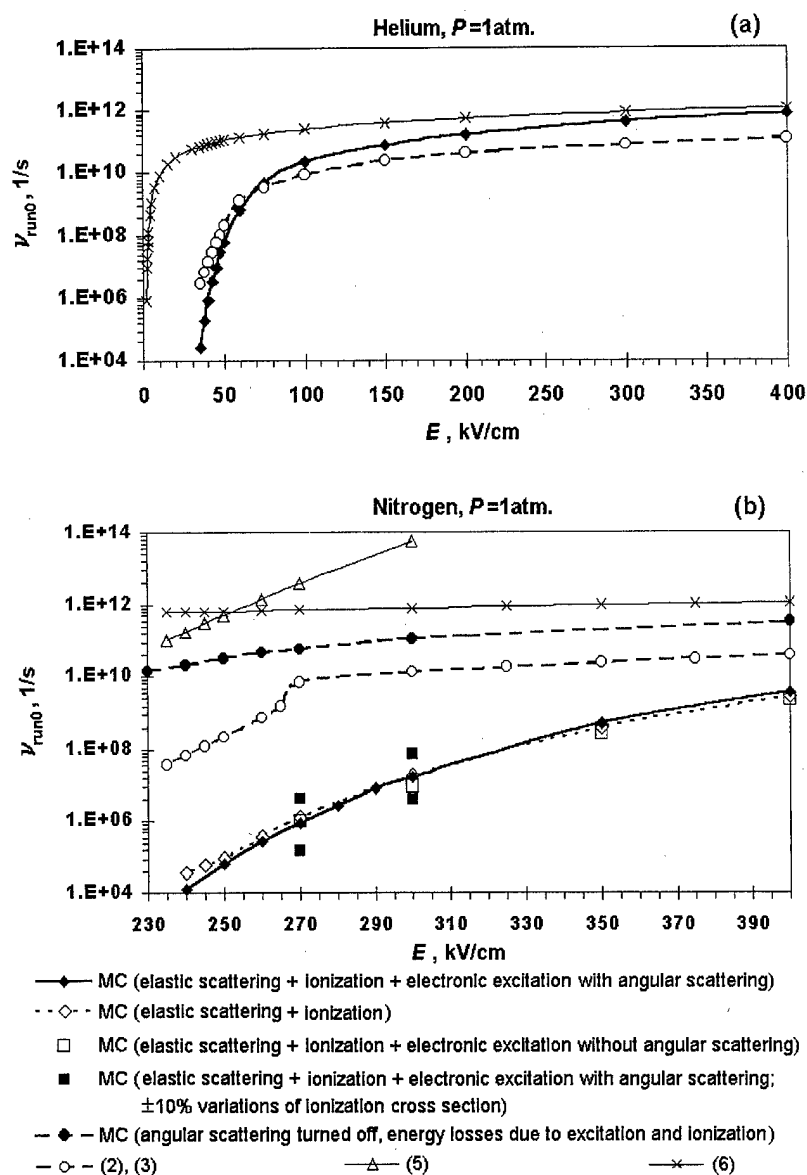 Helium, P=1atm.
(a)
1.E+14
1.E+12
1.E+10
1.E+08
1.E+06
1.E+04
ν_run0, 1/s
0 50 100 150 200 250 300 350 400
E, kV/cm
Nitrogen, P=1atm.
(b)
1.E+14
1.E+12
1.E+10
1.E+08
1.E+06
1.E+04
ν_run0, 1/s
230 250 270 290 310 330 350 370 390
E, kV/cm
MC (elastic scattering + ionization + electronic excitation with angular scattering)
MC (elastic scattering + ionization)
MC (elastic scattering + ionization + electronic excitation without angular scattering)
MC (elastic scattering + ionization + electronic excitation with angular scattering;
±10% variations of ionization cross section)
MC (angular scattering turned off, energy losses due to excitation and ionization)
(2), (3) (5) (6)